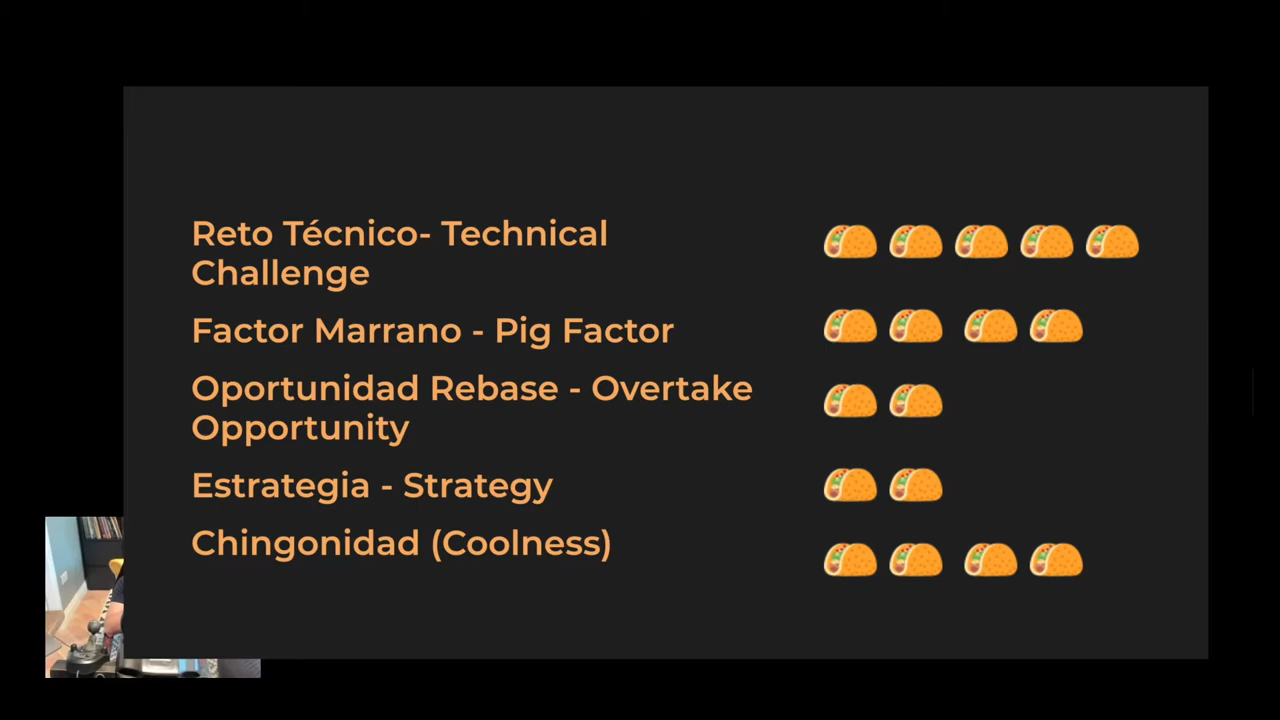 Reto Técnico- Technical
Challenge
Factor Marrano - Pig Factor
Oportunidad Rebase - Overtake
Opportunity
Estrategia - Strategy
Chingonidad (Coolness)